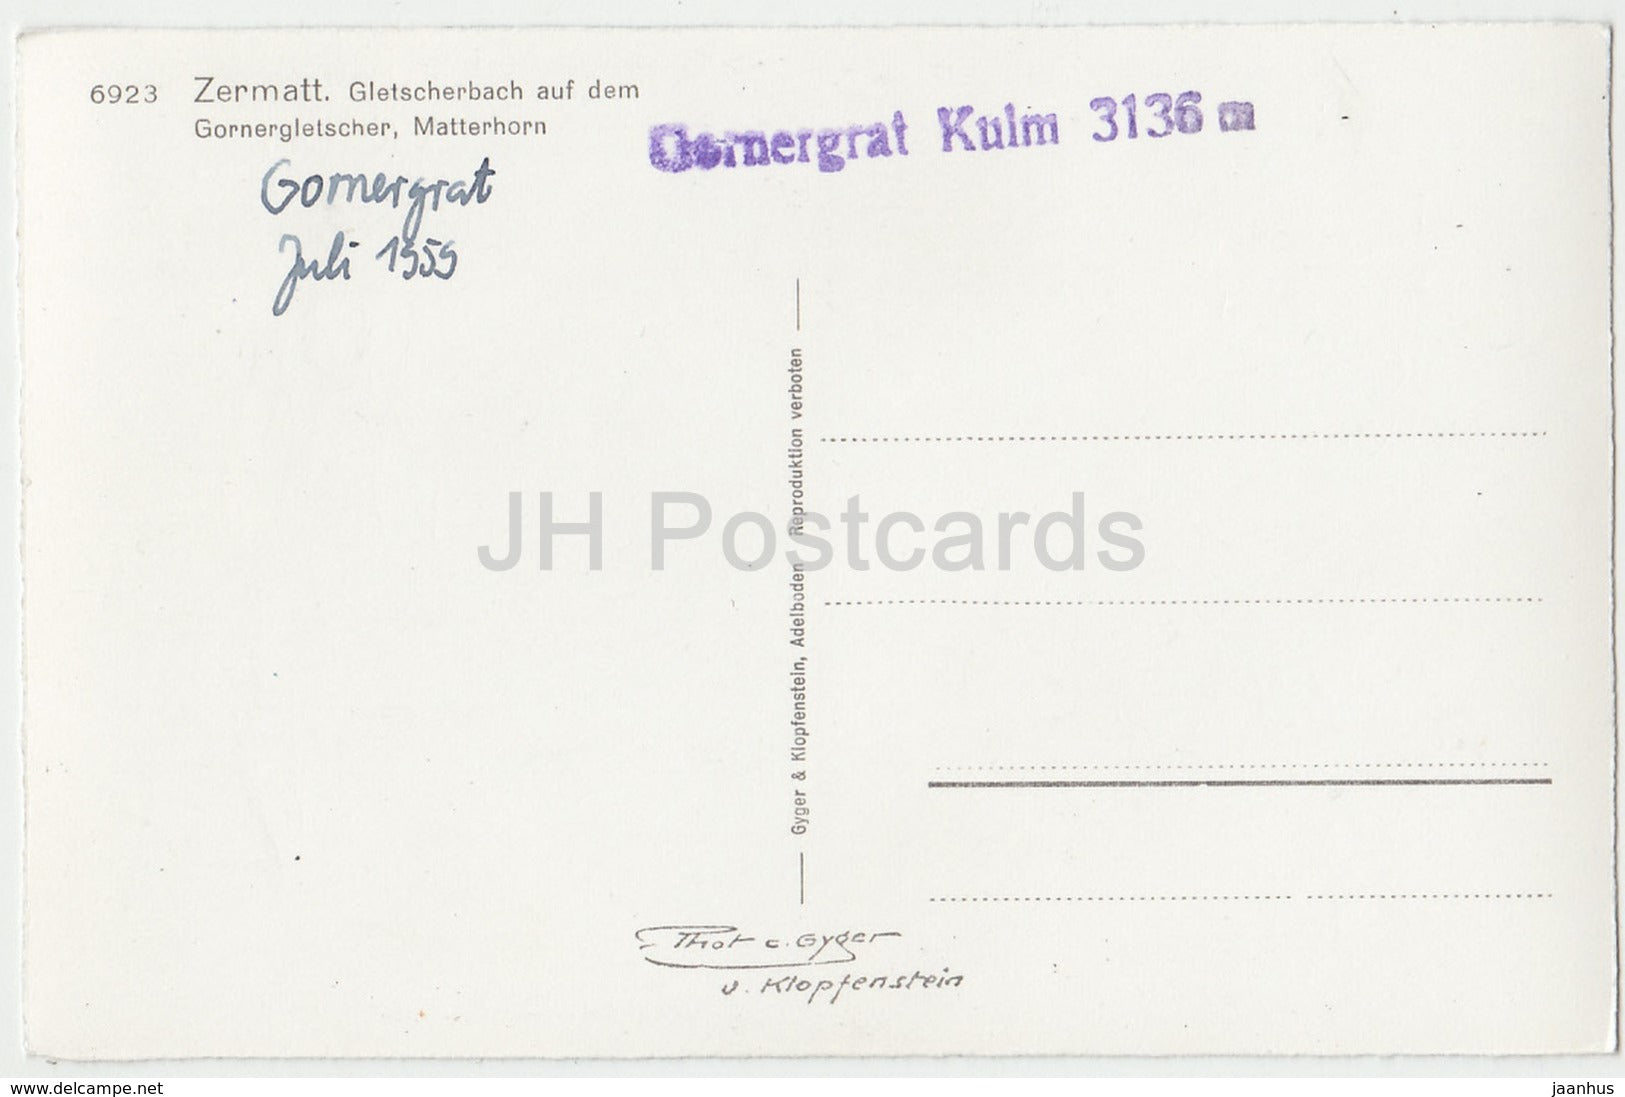 6923 Zermatt. Gletscherbach auf dem
Gornergletscher, Matterhorn
Gornergrat Kulm 3136 m
Gornergrat
Juli 1959
Gyger & Klopfenstein, Adelboden Reproduktion verboten
JH Postcards
Phot c. Gyger
v. Klopfenstein
www.delcampe.net
jaanhus